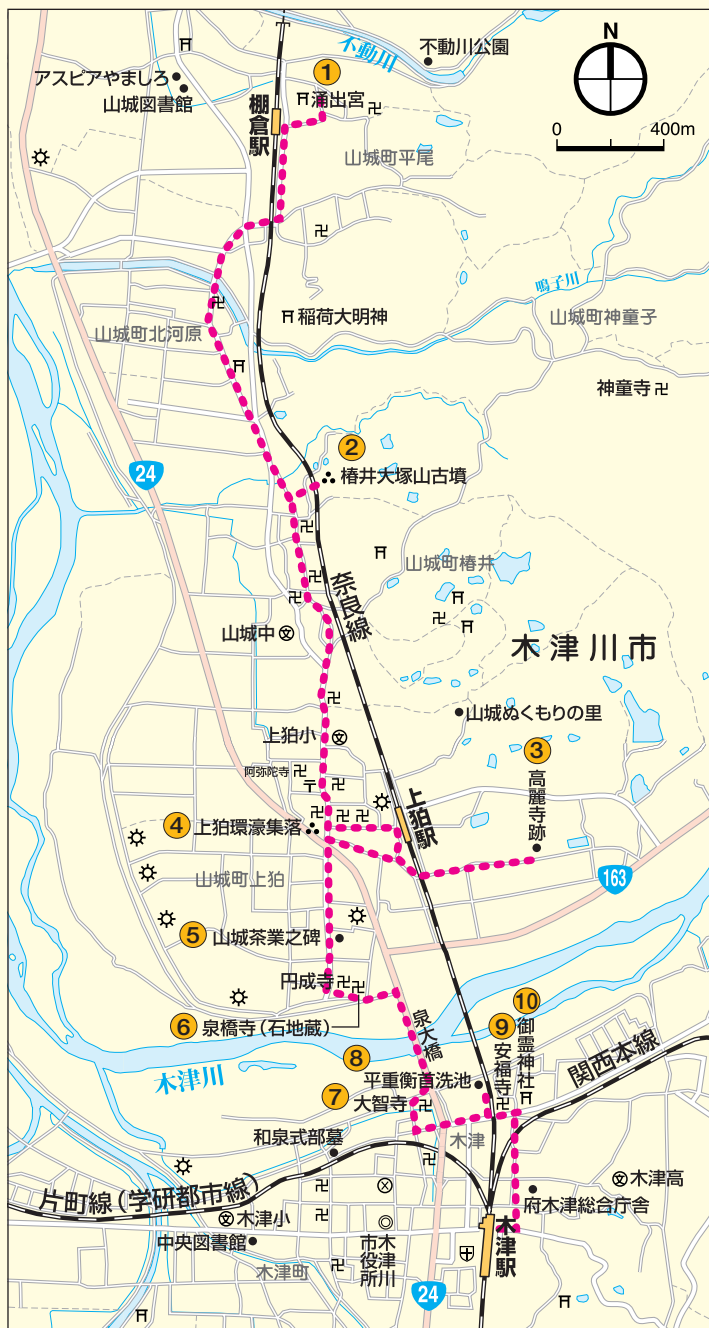 不動川
不動川公園
N
0 400m
アスピアやましろ
山城図書館
1
涌出宮
棚倉駅
山城町平尾
鳴子川
山城町北河原
稲荷大明神
山城町神童子
神童寺
24
2
椿井大塚山古墳
山城町椿井
奈良線
山城中
木津川市
山城ぬくもりの里
上狛小
阿弥陀寺
3
高麗寺跡
上狛駅
4
上狛環濠集落
山城町上狛
163
5
山城茶業之碑
円成寺
6
泉橋寺(石地蔵)
泉大橋
10
御霊神社
9
安福寺
関西本線
木津川
8
平重衡首洗池
7
大智寺
木津
和泉式部墓
片町線(学研都市線)
木津小
中央図書館
木津川
市役所
木津町
木津高
府木津総合庁舎
木津駅
24